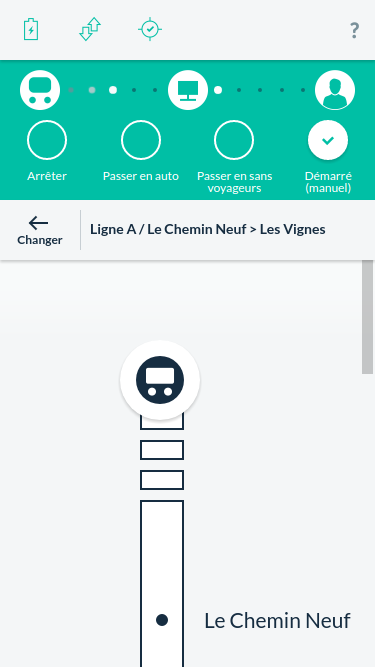 ?
Arrêter
Passer en auto
Passer en sans
voyageurs
Démarré
(manuel)
Changer
Ligne A / Le Chemin Neuf > Les Vignes
Le Chemin Neuf